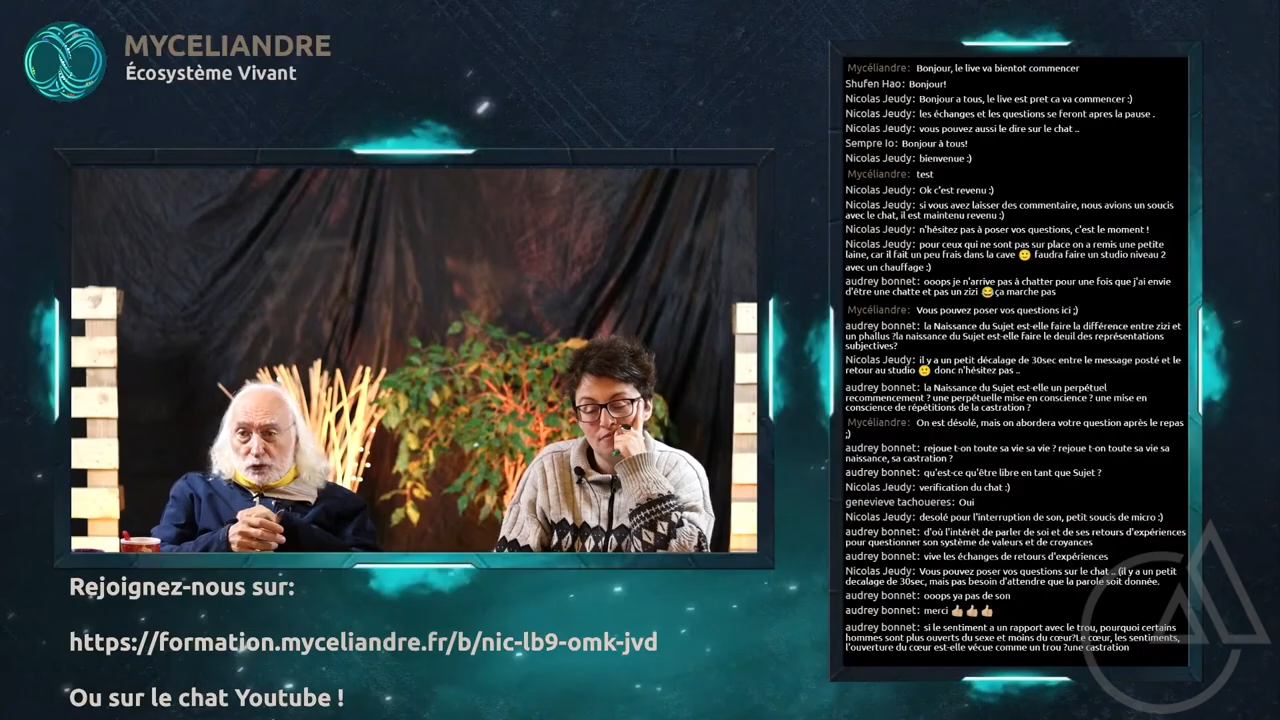 MYCELIANDRE
Écosystème Vivant
Mycéliandre: Bonjour, le live va bientot commencer
Shufen Hao: Bonjour!
Nicolas Jeudy: Bonjour a tous, le live est pret ca va commencer :)
Nicolas Jeudy: les échanges et les questions se feront apres la pause .
Nicolas Jeudy: vous pouvez aussi le dire sur le chat ..
Sempre Io: Bonjour à tous!
Nicolas Jeudy: bienvenue :)
Mycéliandre: test
Nicolas Jeudy: Ok c'est revenu :)
Nicolas Jeudy: si vous avez laisser des commentaire, nous avions un soucis
avec le chat, il est maintenu revenu :)
Nicolas Jeudy: n'hésitez pas à poser vos questions, c'est le moment !
Nicolas Jeudy: pour ceux qui ne sont pas sur place on a remis une petite
laine, car il fait un peu frais dans la cave 🙂 faudra faire un studio niveau 2
avec un chauffage :)
audrey bonnet: ooops je n'arrive pas à chatter pour une fois que j'ai envie
d'être une chatte et pas un zizi 😂ça marche pas
Mycéliandre: Vous pouvez poser vos questions ici ;)
audrey bonnet: la Naissance du Sujet est-elle faire la différence entre zizi et
un phallus ?la naissance du Sujet est-elle faire le deuil des représentations
subjectives?
Nicolas Jeudy: il y a un petit décalage de 30sec entre le message posté et le
retour au studio 🙂 donc n'hésitez pas ..
audrey bonnet: la Naissance du Sujet est-elle un perpétuel
recommencement ? une perpétuelle mise en conscience ? une mise en
conscience de répétitions de la castration ?
Mycéliandre: On est désolé, mais on abordera votre question après le repas
;)
audrey bonnet: rejoue t-on toute sa vie sa vie ? rejoue t-on toute sa vie sa
naissance, sa castration ?
audrey bonnet: qu'est-ce qu'être libre en tant que Sujet ?
Nicolas Jeudy: verification du chat :)
genevieve tachoueres: Oui
Nicolas Jeudy: desolé pour l'interruption de son, petit soucis de micro :)
audrey bonnet: d'où l'intérêt de parler de soi et de ses retours d'expériences
pour questionner son système de valeurs et de croyances
audrey bonnet: vive les échanges de retours d'expériences
Nicolas Jeudy: Vous pouvez poser vos questions sur le chat .. (il y a un petit
decalage de 30sec, mais pas besoin d'attendre que la parole soit donnée.
audrey bonnet: ooops ya pas de son
audrey bonnet: merci 👍🏼👍🏼👍🏼
audrey bonnet: si le sentiment a un rapport avec le trou, pourquoi certains
hommes sont plus ouverts du sexe et moins du cœur?Le cœur, les sentiments,
l'ouverture du cœur est-elle vécue comme un trou ?une castration
Rejoignez-nous sur:
https://formation.myceliandre.fr/b/nic-lb9-omk-jvd
Ou sur le chat Youtube !